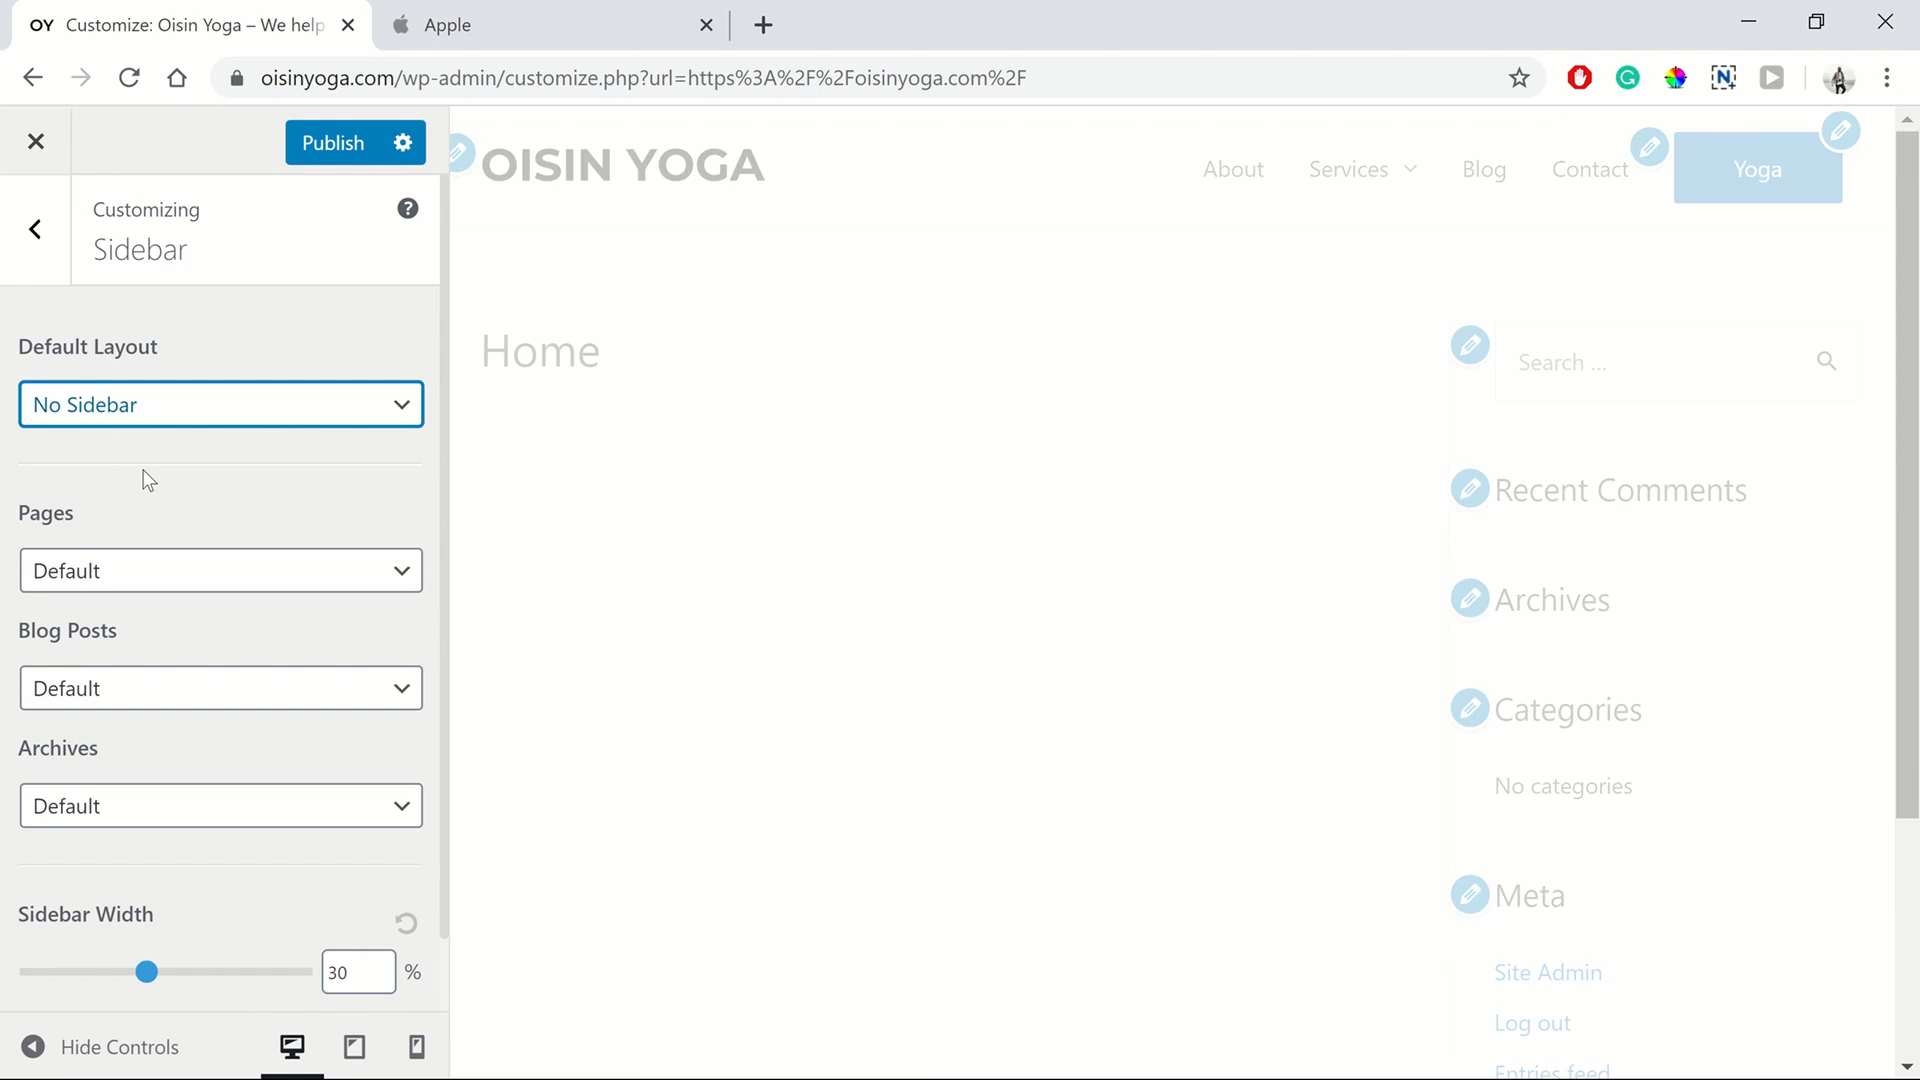 OY Customize: Oisin Yoga – We help
Apple
oisinyoga.com/wp-admin/customize.php?url=https%3A%2F%2Foisinyoga.com%2F
Publish
Customizing
Sidebar
Default Layout
No Sidebar
Pages
Default
Blog Posts
Default
Archives
Default
Sidebar Width
30 %
Hide Controls
OISIN YOGA
About Services Blog Contact Yoga
Home
Search ...
Recent Comments
Archives
Categories
No categories
Meta
Site Admin
Log out
Entries feed